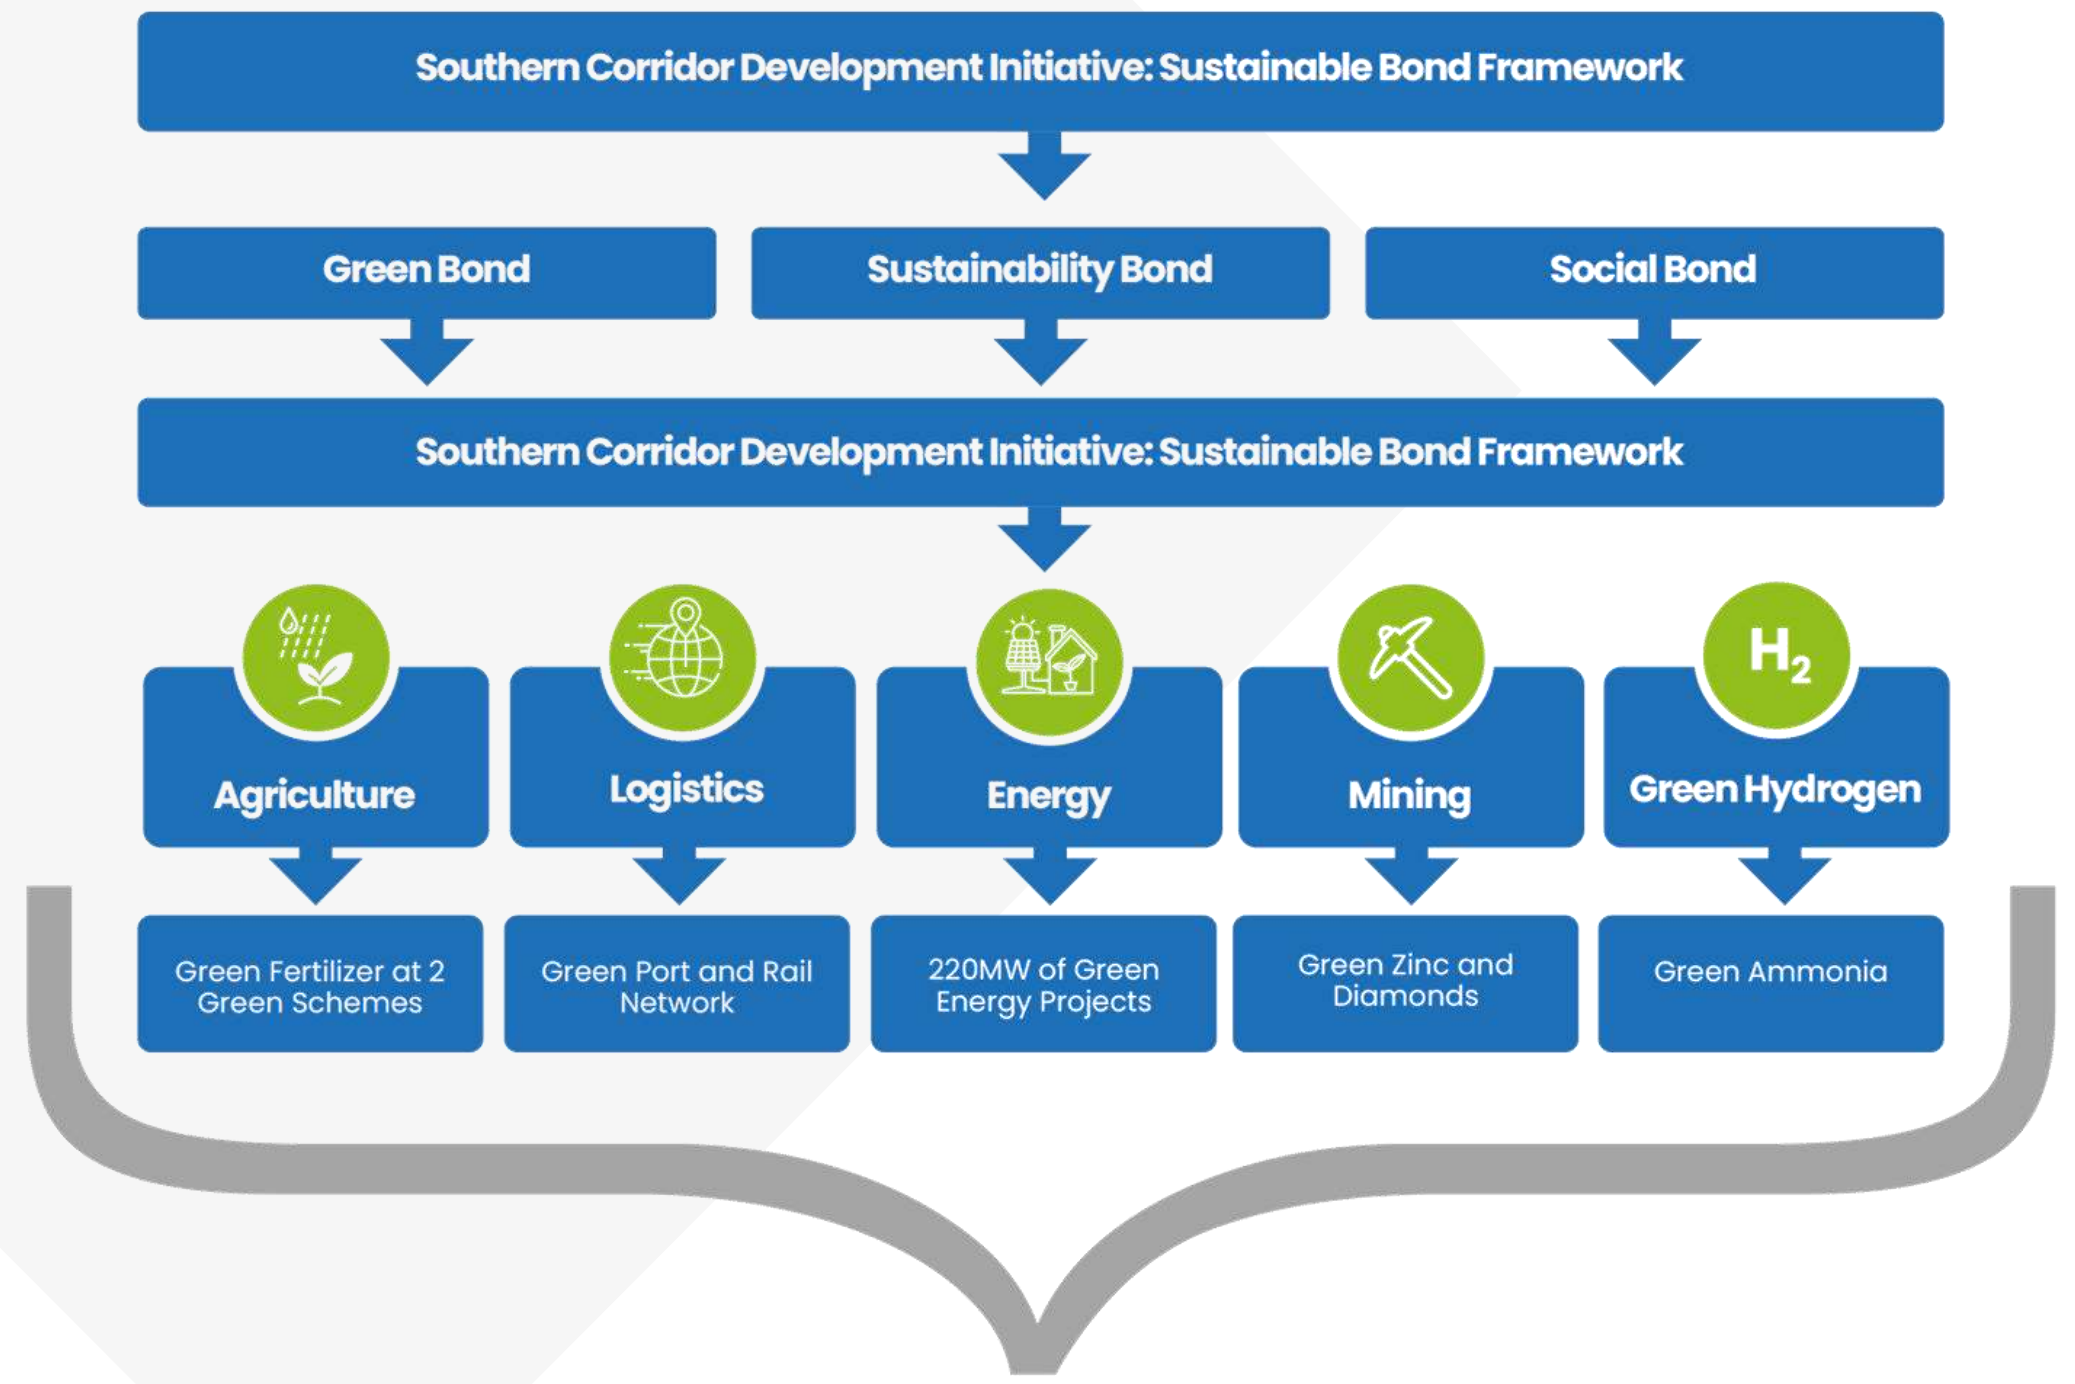 Southern Corridor Development Initiative: Sustainable Bond Framework
Green Bond
Sustainability Bond
Social Bond
Southern Corridor Development Initiative: Sustainable Bond Framework
H₂
Agriculture
Logistics
Energy
Mining
Green Hydrogen
Green Fertilizer at 2
Green Schemes
Green Port and Rail
Network
220MW of Green
Energy Projects
Green Zinc and
Diamonds
Green Ammonia